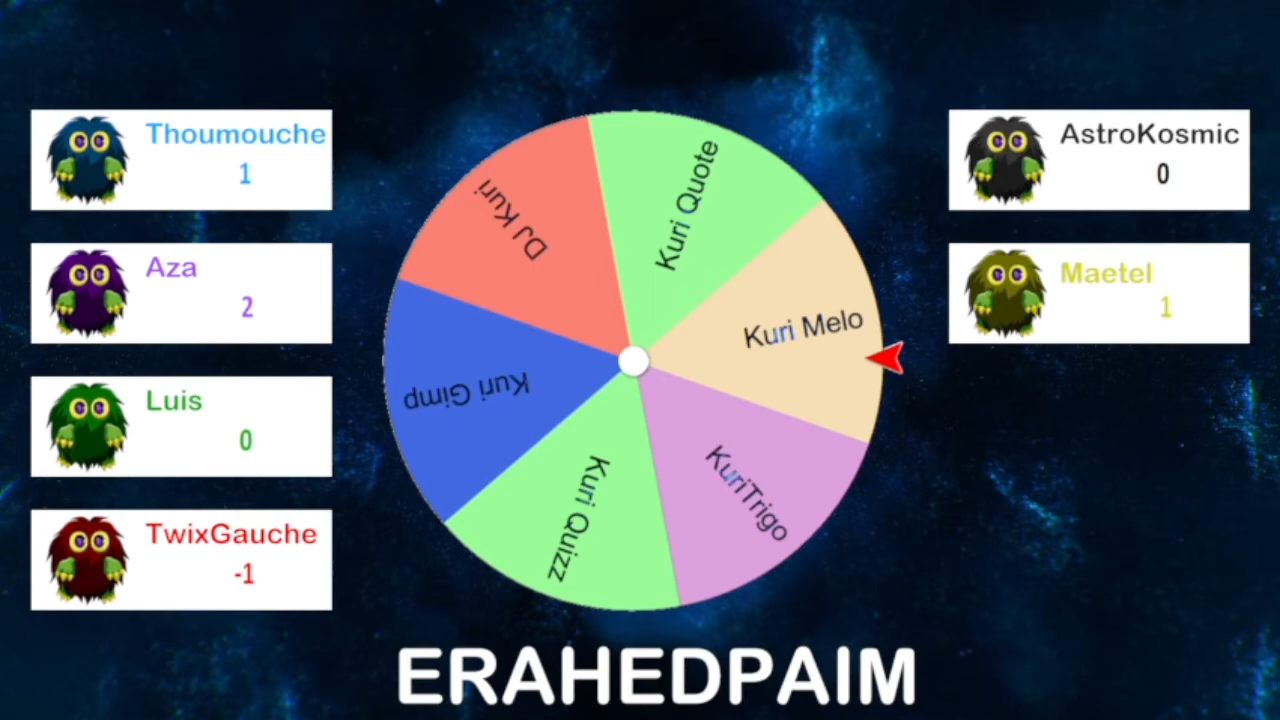 Thoumouche
1
Aza
2
Luis
0
TwixGauche
-1
DJ Kuri
Kuri Quote
Kuri Melo
KuriTrigo
Kuri Quizz
Kuri Gimp
AstroKosmic
0
Maetel
1
ERAHEDPAIM